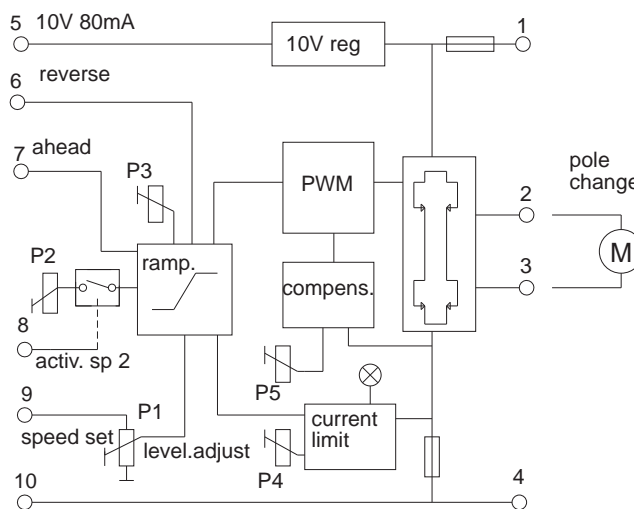 5 10V 80mA
10V reg
1
6 reverse
7 ahead
P3
PWM
pole
change
2
M
P2
ramp.
compens.
3
8
activ. sp 2
P5
9
P1
speed set
level.adjust
current
limit
P4
10
4